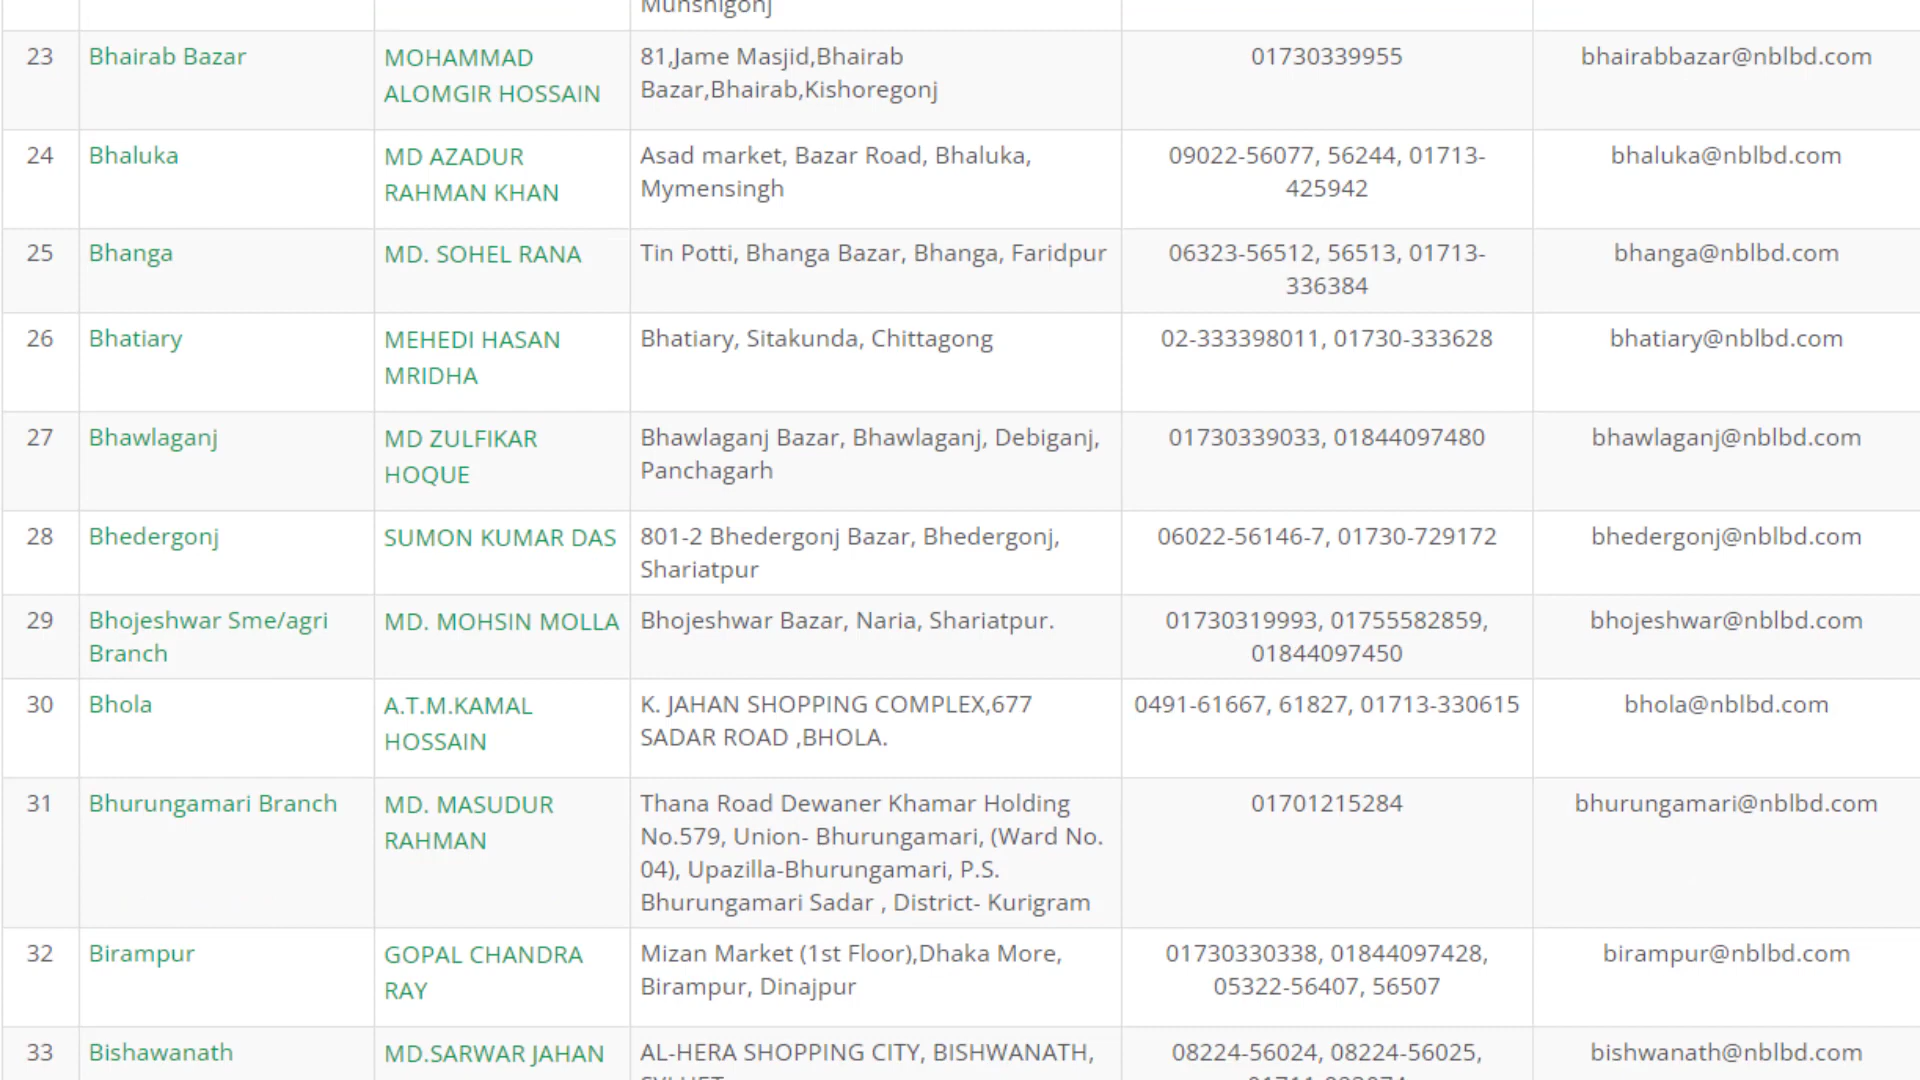 Munshigonj
23 Bhairab Bazar MOHAMMAD 81,Jame Masjid,Bhairab 01730339955 bhairabbazar@nblbd.com
ALOMGIR HOSSAIN Bazar,Bhairab,Kishoregonj
24 Bhaluka MD AZADUR Asad market, Bazar Road, Bhaluka, 09022-56077, 56244, 01713- bhaluka@nblbd.com
RAHMAN KHAN Mymensingh 425942
25 Bhanga MD. SOHEL RANA Tin Potti, Bhanga Bazar, Bhanga, Faridpur 06323-56512, 56513, 01713- bhanga@nblbd.com
336384
26 Bhatiary MEHEDI HASAN Bhatiary, Sitakunda, Chittagong 02-333398011, 01730-333628 bhatiary@nblbd.com
MRIDHA
27 Bhawlaganj MD ZULFIKAR Bhawlaganj Bazar, Bhawlaganj, Debiganj, 01730339033, 01844097480 bhawlaganj@nblbd.com
HOQUE Panchagarh
28 Bhedergonj SUMON KUMAR DAS 801-2 Bhedergonj Bazar, Bhedergonj, 06022-56146-7, 01730-729172 bhedergonj@nblbd.com
Shariatpur
29 Bhojeshwar Sme/agri MD. MOHSIN MOLLA Bhojeshwar Bazar, Naria, Shariatpur. 01730319993, 01755582859, bhojeshwar@nblbd.com
Branch 01844097450
30 Bhola A.T.M.KAMAL K. JAHAN SHOPPING COMPLEX,677 0491-61667, 61827, 01713-330615 bhola@nblbd.com
HOSSAIN SADAR ROAD ,BHOLA.
31 Bhurungamari Branch MD. MASUDUR Thana Road Dewaner Khamar Holding 01701215284 bhurungamari@nblbd.com
RAHMAN No.579, Union- Bhurungamari, (Ward No.
04), Upazilla-Bhurungamari, P.S.
Bhurungamari Sadar , District- Kurigram
32 Birampur GOPAL CHANDRA Mizan Market (1st Floor),Dhaka More, 01730330338, 01844097428, birampur@nblbd.com
RAY Birampur, Dinajpur 05322-56407, 56507
33 Bishawanath MD.SARWAR JAHAN AL-HERA SHOPPING CITY, BISHWANATH, 08224-56024, 08224-56025, bishwanath@nblbd.com